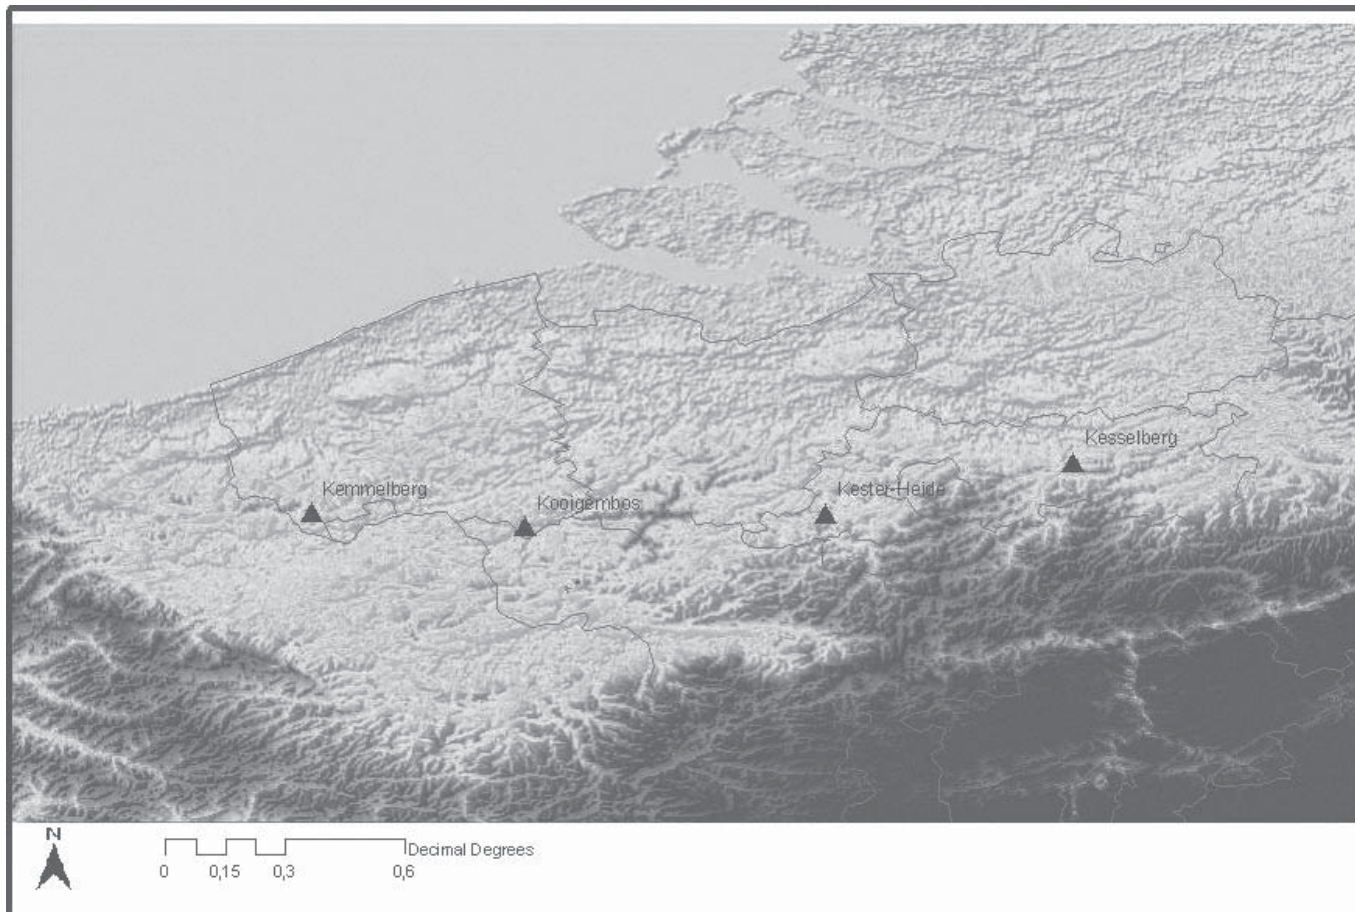 Kesselberg
Kemmelberg
Kooigembos
Kester-Heide
N
Decimal Degrees
0 0,15 0,3 0,6